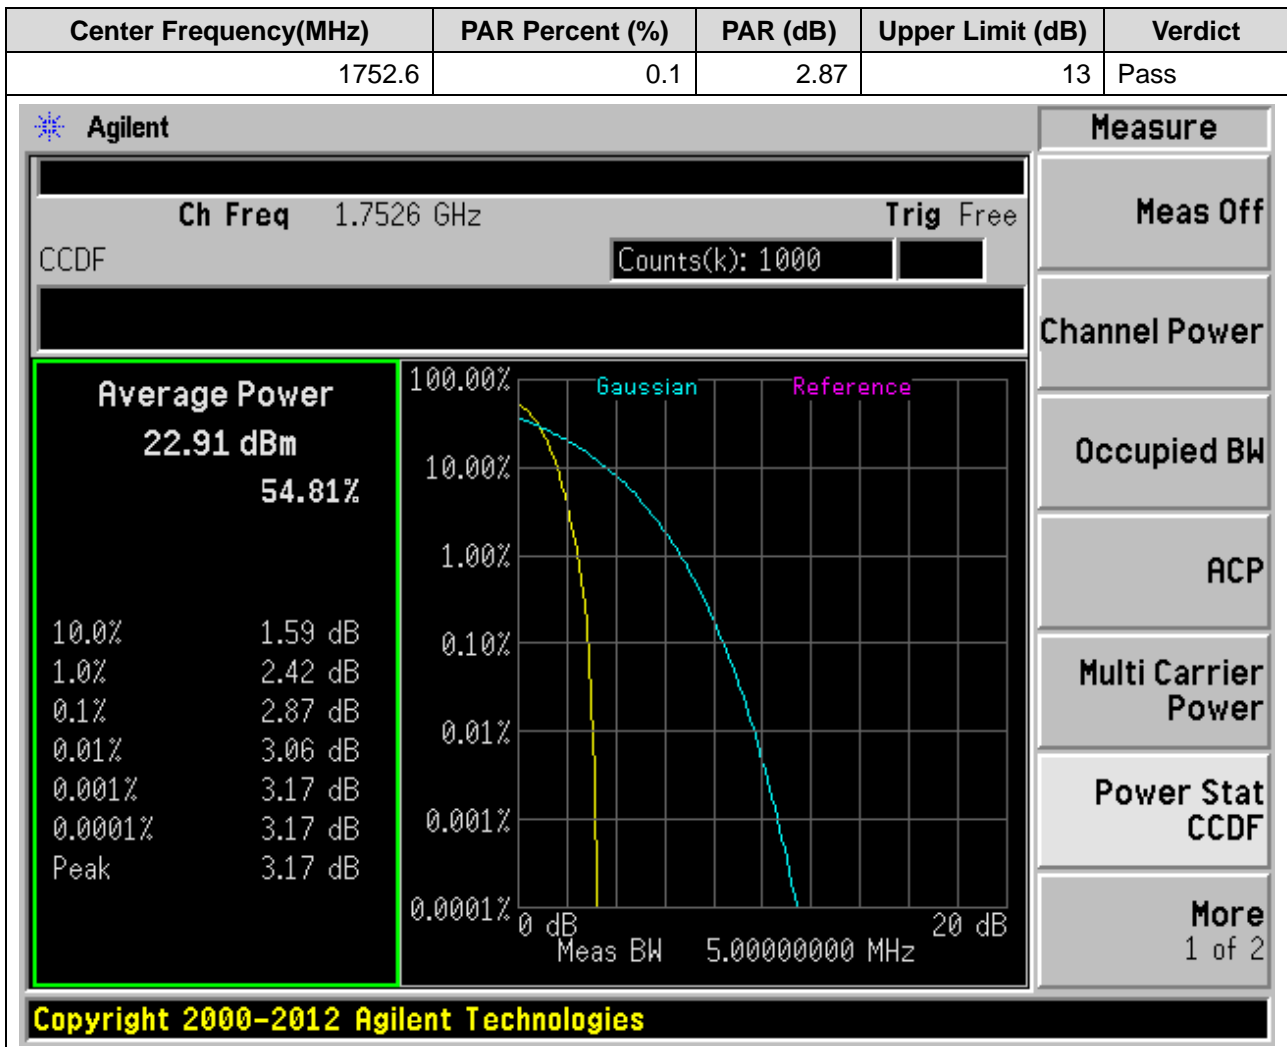 Center Frequency(MHz) PAR Percent (%) PAR (dB) Upper Limit (dB) Verdict
1752.6 0.1 2.87 13 Pass
Agilent
Measure
Ch Freq 1.7526 GHz Trig Free
CCDF Counts(k): 1000
Average Power
22.91 dBm
54.81%
10.0% 1.59 dB
1.0% 2.42 dB
0.1% 2.87 dB
0.01% 3.06 dB
0.001% 3.17 dB
0.0001% 3.17 dB
Peak 3.17 dB
Gaussian Reference
100.00%
10.00%
1.00%
0.10%
0.01%
0.001%
0.0001%
0 dB 20 dB
Meas BW 5.00000000 MHz
Meas Off
Channel Power
Occupied BW
ACP
Multi Carrier
Power
Power Stat
CCDF
More
1 of 2
Copyright 2000-2012 Agilent Technologies